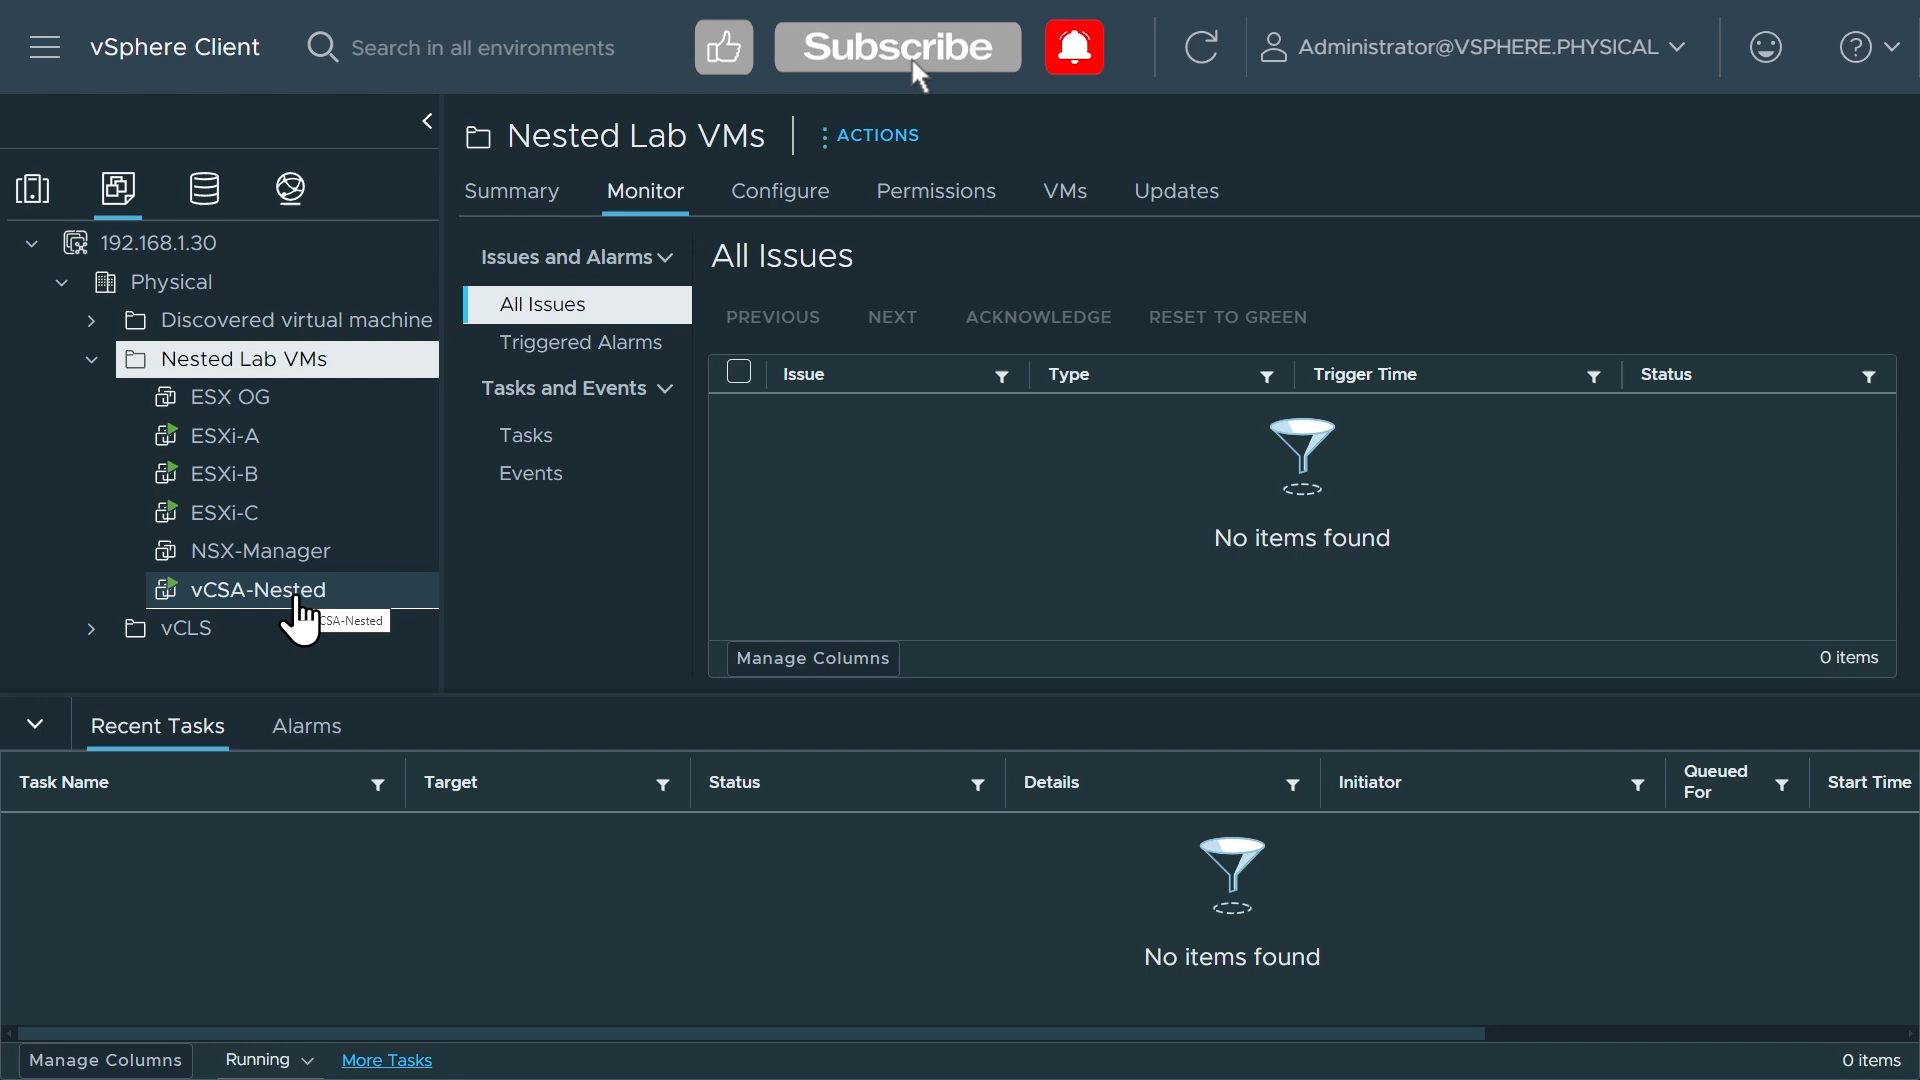 vSphere Client
Search in all environments
Subscribe
Administrator@VSPHERE.PHYSICAL
Nested Lab VMs
ACTIONS
Summary
Monitor
Configure
Permissions
VMs
Updates
192.168.1.30
Physical
Discovered virtual machine
Nested Lab VMs
ESX OG
ESXi-A
ESXi-B
ESXi-C
NSX-Manager
vCSA-Nested
CSA-Nested
vCLS
Issues and Alarms
All Issues
Triggered Alarms
Tasks and Events
Tasks
Events
All Issues
PREVIOUS
NEXT
ACKNOWLEDGE
RESET TO GREEN
Issue
Type
Trigger Time
Status
No items found
Manage Columns
0 items
Recent Tasks
Alarms
Task Name
Target
Status
Details
Initiator
Queued
For
Start Time
No items found
Manage Columns
Running
More Tasks
0 items